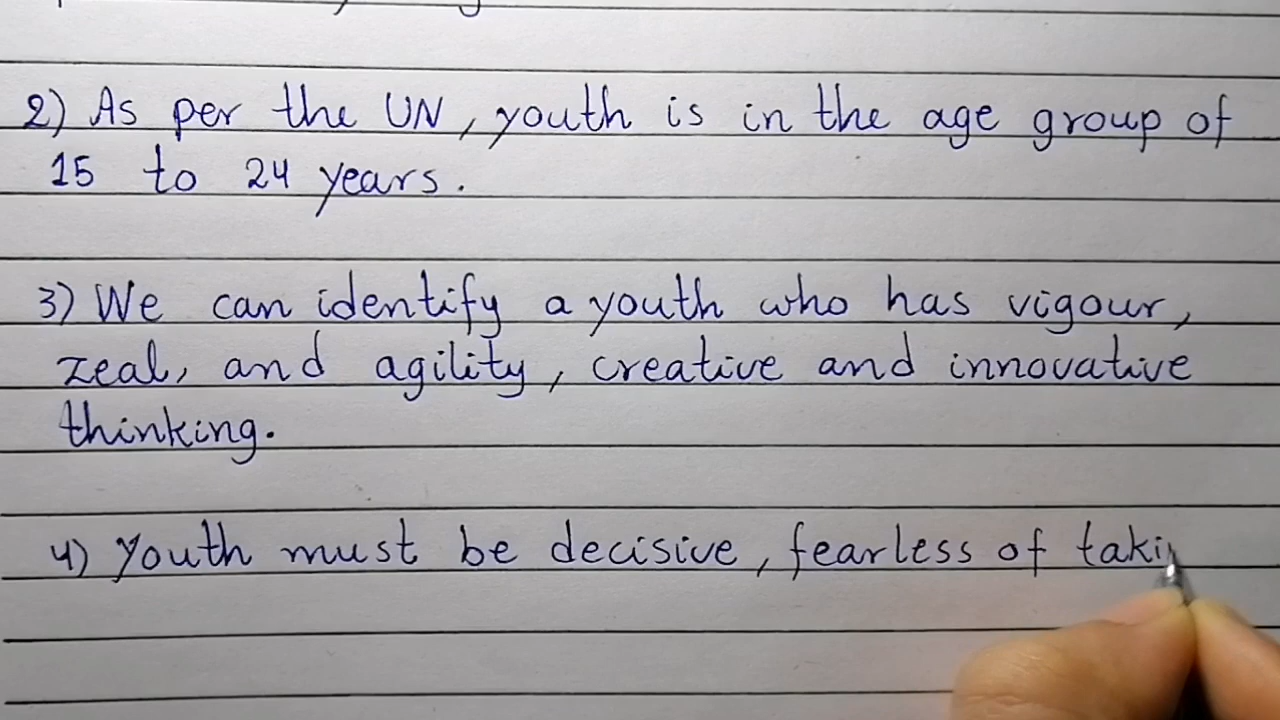 2) As per the UN, youth is in the age group of
15 to 24 years.
3) We can identify a youth who has vigour,
zeal, and agility, creative and innovative
thinking.
4) Youth must be decisive, fearless of taki